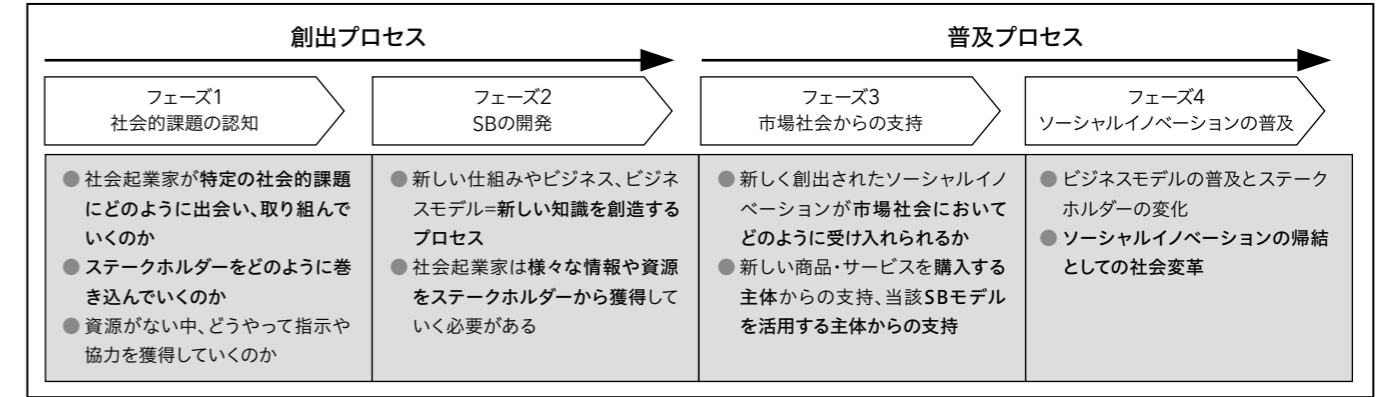 創出プロセス
普及プロセス
フェーズ1
社会的課題の認知
フェーズ2
SBの開発
フェーズ3
市場社会からの支持
フェーズ4
ソーシャルイノベーションの普及
●社会起業家が特定の社会的課題
にどのように出会い、取り組んで
いくのか
●ステークホルダーをどのように巻
き込んでいくのか
●資源がない中、どうやって指示や
協力を獲得していくのか
●新しい仕組みやビジネス、ビジネ
スモデル=新しい知識を創造する
プロセス
●社会起業家は様々な情報や資源
をステークホルダーから獲得して
いく必要がある
●新しく創出されたソーシャルイノ
ベーションが市場社会において
どのように受け入れられるか
●新しい商品・サービスを購入する
主体からの支持、当該SBモデル
を活用する主体からの支持
●ビジネスモデルの普及とステーク
ホルダーの変化
●ソーシャルイノベーションの帰結
としての社会変革